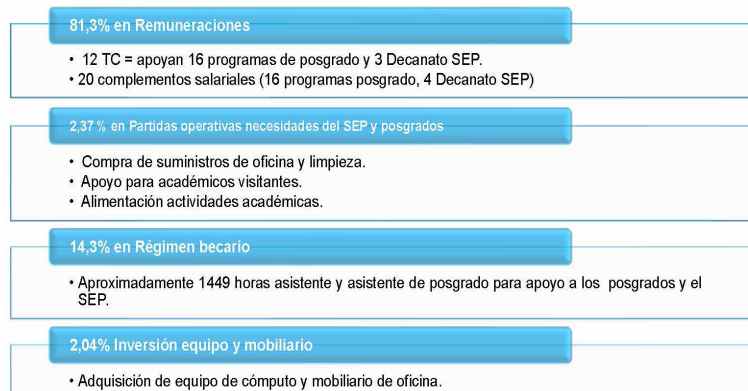 81,3% en Remuneraciones
• 12 TC = apoyan 16 programas de posgrado y 3 Decanato SEP.
• 20 complementos salariales (16 programas posgrado, 4 Decanato SEP)
2,37 % en Partidas operativas necesidades del SEP y posgrados
• Compra de suministros de oficina y limpieza.
• Apoyo para académicos visitantes.
• Alimentación actividades académicas.
14,3% en Régimen becario
• Aproximadamente 1449 horas asistente y asistente de posgrado para apoyo a los posgrados y el
SEP.
2,04% Inversión equipo y mobiliario
• Adquisición de equipo de cómputo y mobiliario de oficina.